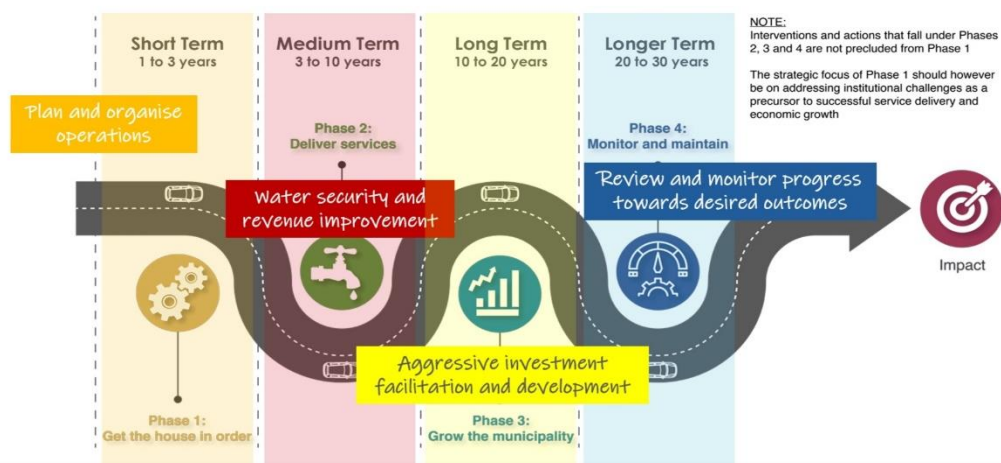 Short Term
1 to 3 years
Medium Term
3 to 10 years
Long Term
10 to 20 years
Longer Term
20 to 30 years
NOTE:
Interventions and actions that fall under Phases
2, 3 and 4 are not precluded from Phase 1
The strategic focus of Phase 1 should however
be on addressing institutional challenges as a
precursor to successful service delivery and
economic growth
Plan and organise
operations
Phase 2:
Deliver services
Phase 4:
Monitor and maintain
Water security and
revenue improvement
Review and monitor progress
towards desired outcomes
Impact
Aggressive investment
facilitation and development
Phase 1:
Get the house in order
Phase 3:
Grow the municipality